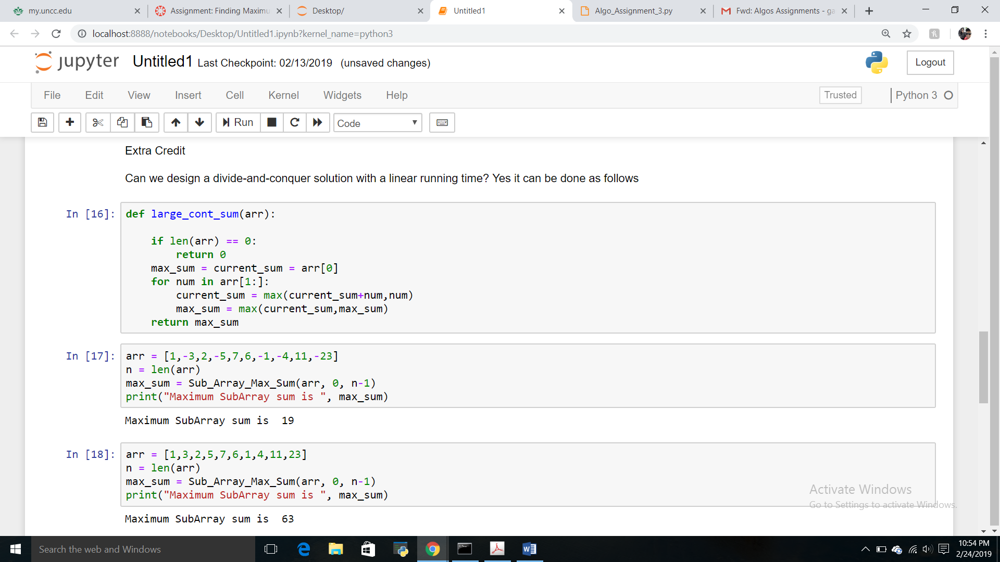 my.uncc.edu
Assignment: Finding Maximu
Desktop/
Untitled1
Algo_Assignment_3.py
Fwd: Algos Assignments - ga
localhost:8888/notebooks/Desktop/Untitled1.ipynb?kernel_name=python3
jupyter Untitled1 Last Checkpoint: 02/13/2019 (unsaved changes)
Logout
File Edit View Insert Cell Kernel Widgets Help
Trusted
Python 3
Run
Code
Extra Credit
Can we design a divide-and-conquer solution with a linear running time? Yes it can be done as follows
In [16]:
def large_cont_sum(arr):
if len(arr) == 0:
return 0
max_sum = current_sum = arr[0]
for num in arr[1:]:
current_sum = max(current_sum+num,num)
max_sum = max(current_sum,max_sum)
return max_sum
In [17]:
arr = [1,-3,2,-5,7,6,-1,-4,11,-23]
n = len(arr)
max_sum = Sub_Array_Max_Sum(arr, 0, n-1)
print("Maximum SubArray sum is ", max_sum)
Maximum SubArray sum is  19
In [18]:
arr = [1,3,2,5,7,6,1,4,11,23]
n = len(arr)
max_sum = Sub_Array_Max_Sum(arr, 0, n-1)
print("Maximum SubArray sum is ", max_sum)
Maximum SubArray sum is  63
Activate Windows
Go to Settings to activate Windows.
Search the web and Windows
10:54 PM
2/24/2019